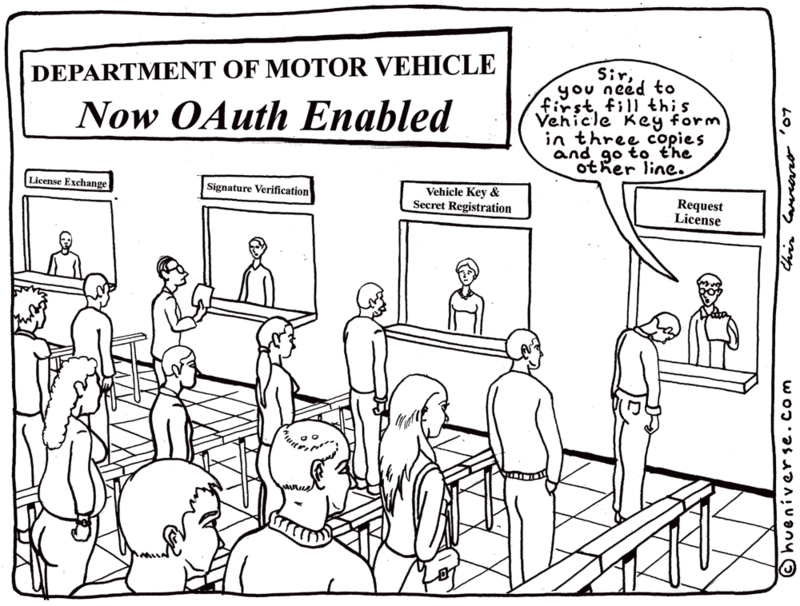 DEPARTMENT OF MOTOR VEHICLE
Now OAuth Enabled
Sir,
you need to
first fill this
Vehicle Key form
in three copies
and go to the
other line.
License Exchange
Signature Verification
Vehicle Key &
Secret Registration
Request
License
'07
© hueniverse.com